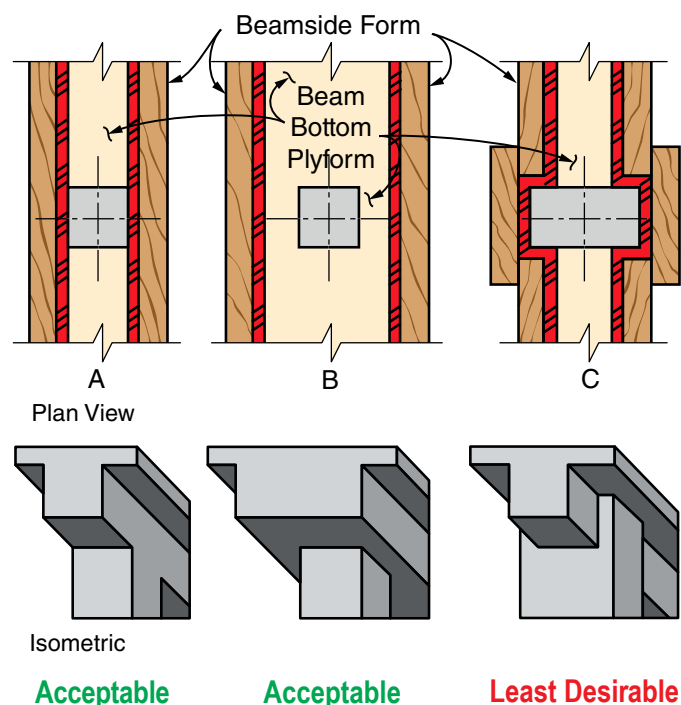 Beamside Form
Beam
Bottom
Plyform
A
B
C
Plan View
Isometric
Acceptable
Acceptable
Least Desirable